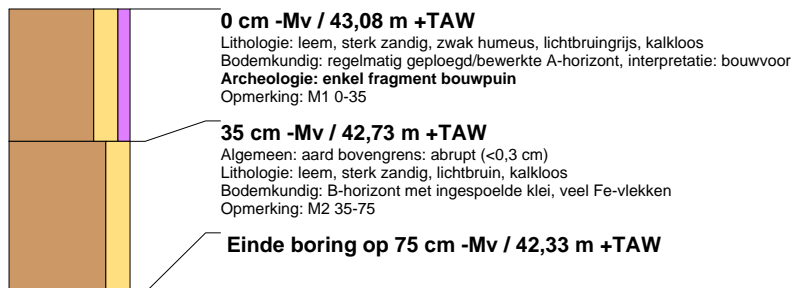 0 cm -Mv / 43,08 m +TAW
Lithologie: leem, sterk zandig, zwak humeus, lichtbruingrijs, kalkloos
Bodemkundig: regelmatig geploegd/bewerkte A-horizont, interpretatie: bouwvoor
Archeologie: enkel fragment bouwpuin
Opmerking: M1 0-35
35 cm -Mv / 42,73 m +TAW
Algemeen: aard bovengrens: abrupt (<0,3 cm)
Lithologie: leem, sterk zandig, lichtbruin, kalkloos
Bodemkundig: B-horizont met ingespoelde klei, veel Fe-vlekken
Opmerking: M2 35-75
Einde boring op 75 cm -Mv / 42,33 m +TAW